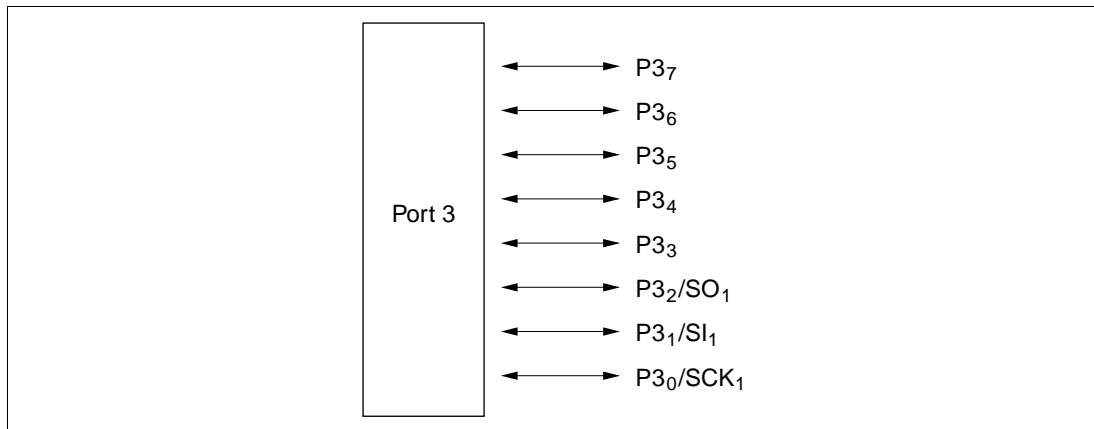 P3₇
P3₆
P3₅
P3₄
Port 3
P3₃
P3₂/SO₁
P3₁/SI₁
P3₀/SCK₁